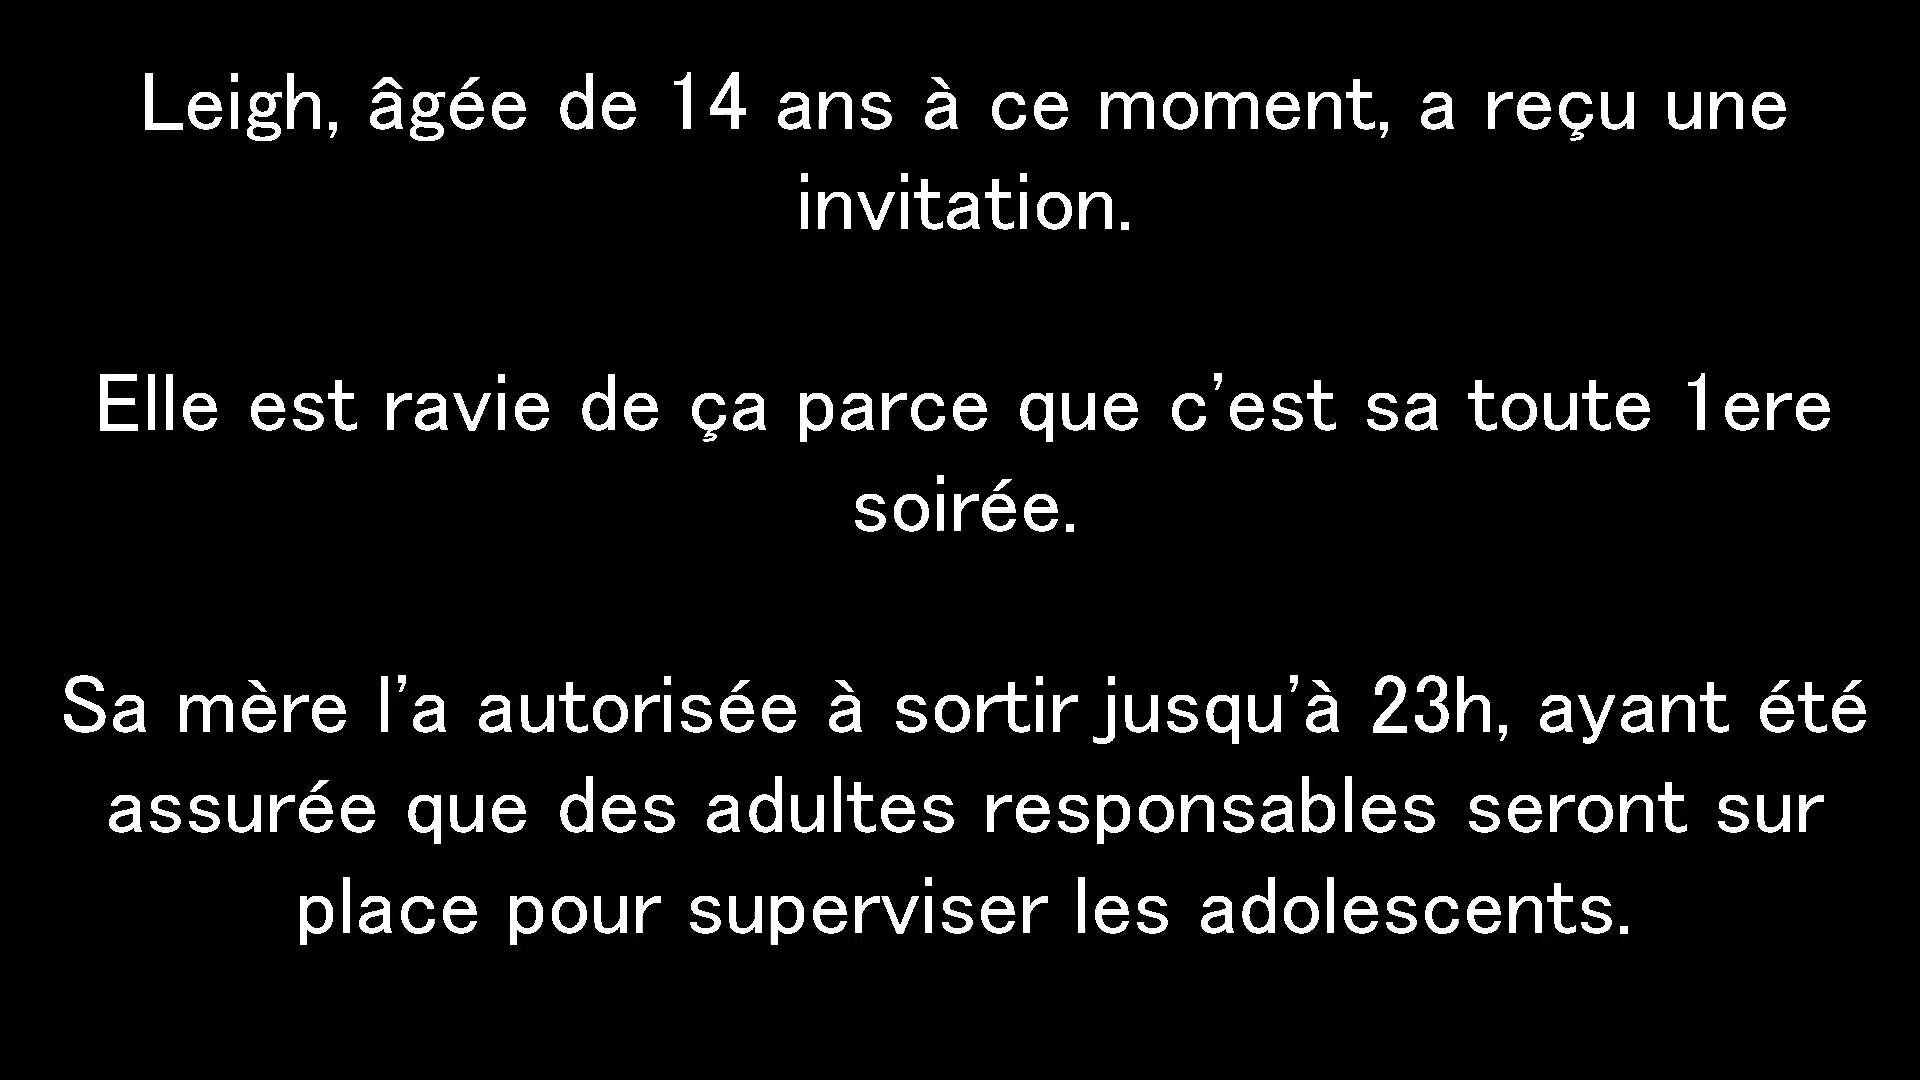 Leigh, âgée de 14 ans à ce moment, a reçu une
invitation.
Elle est ravie de ça parce que c'est sa toute 1ere
soirée.
Sa mère l'a autorisée à sortir jusqu'à 23h, ayant été
assurée que des adultes responsables seront sur
place pour superviser les adolescents.